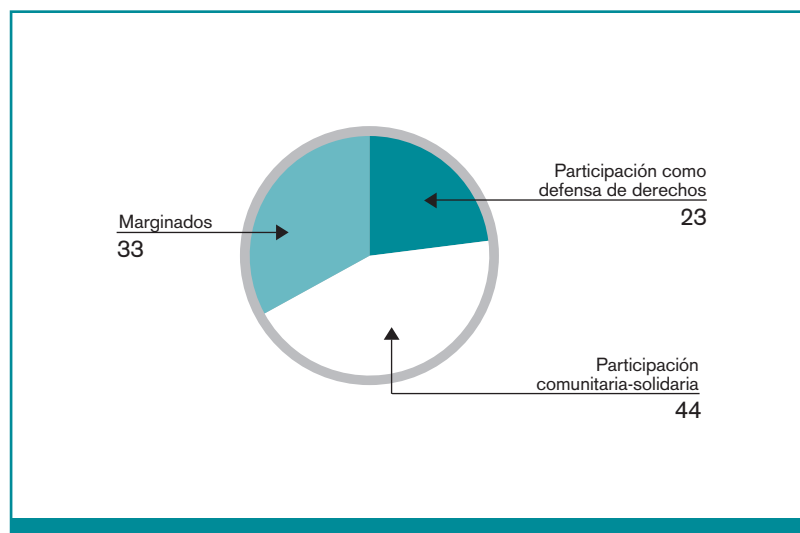 Participación como
defensa de derechos
23
Marginados
33
Participación
comunitaria-solidaria
44